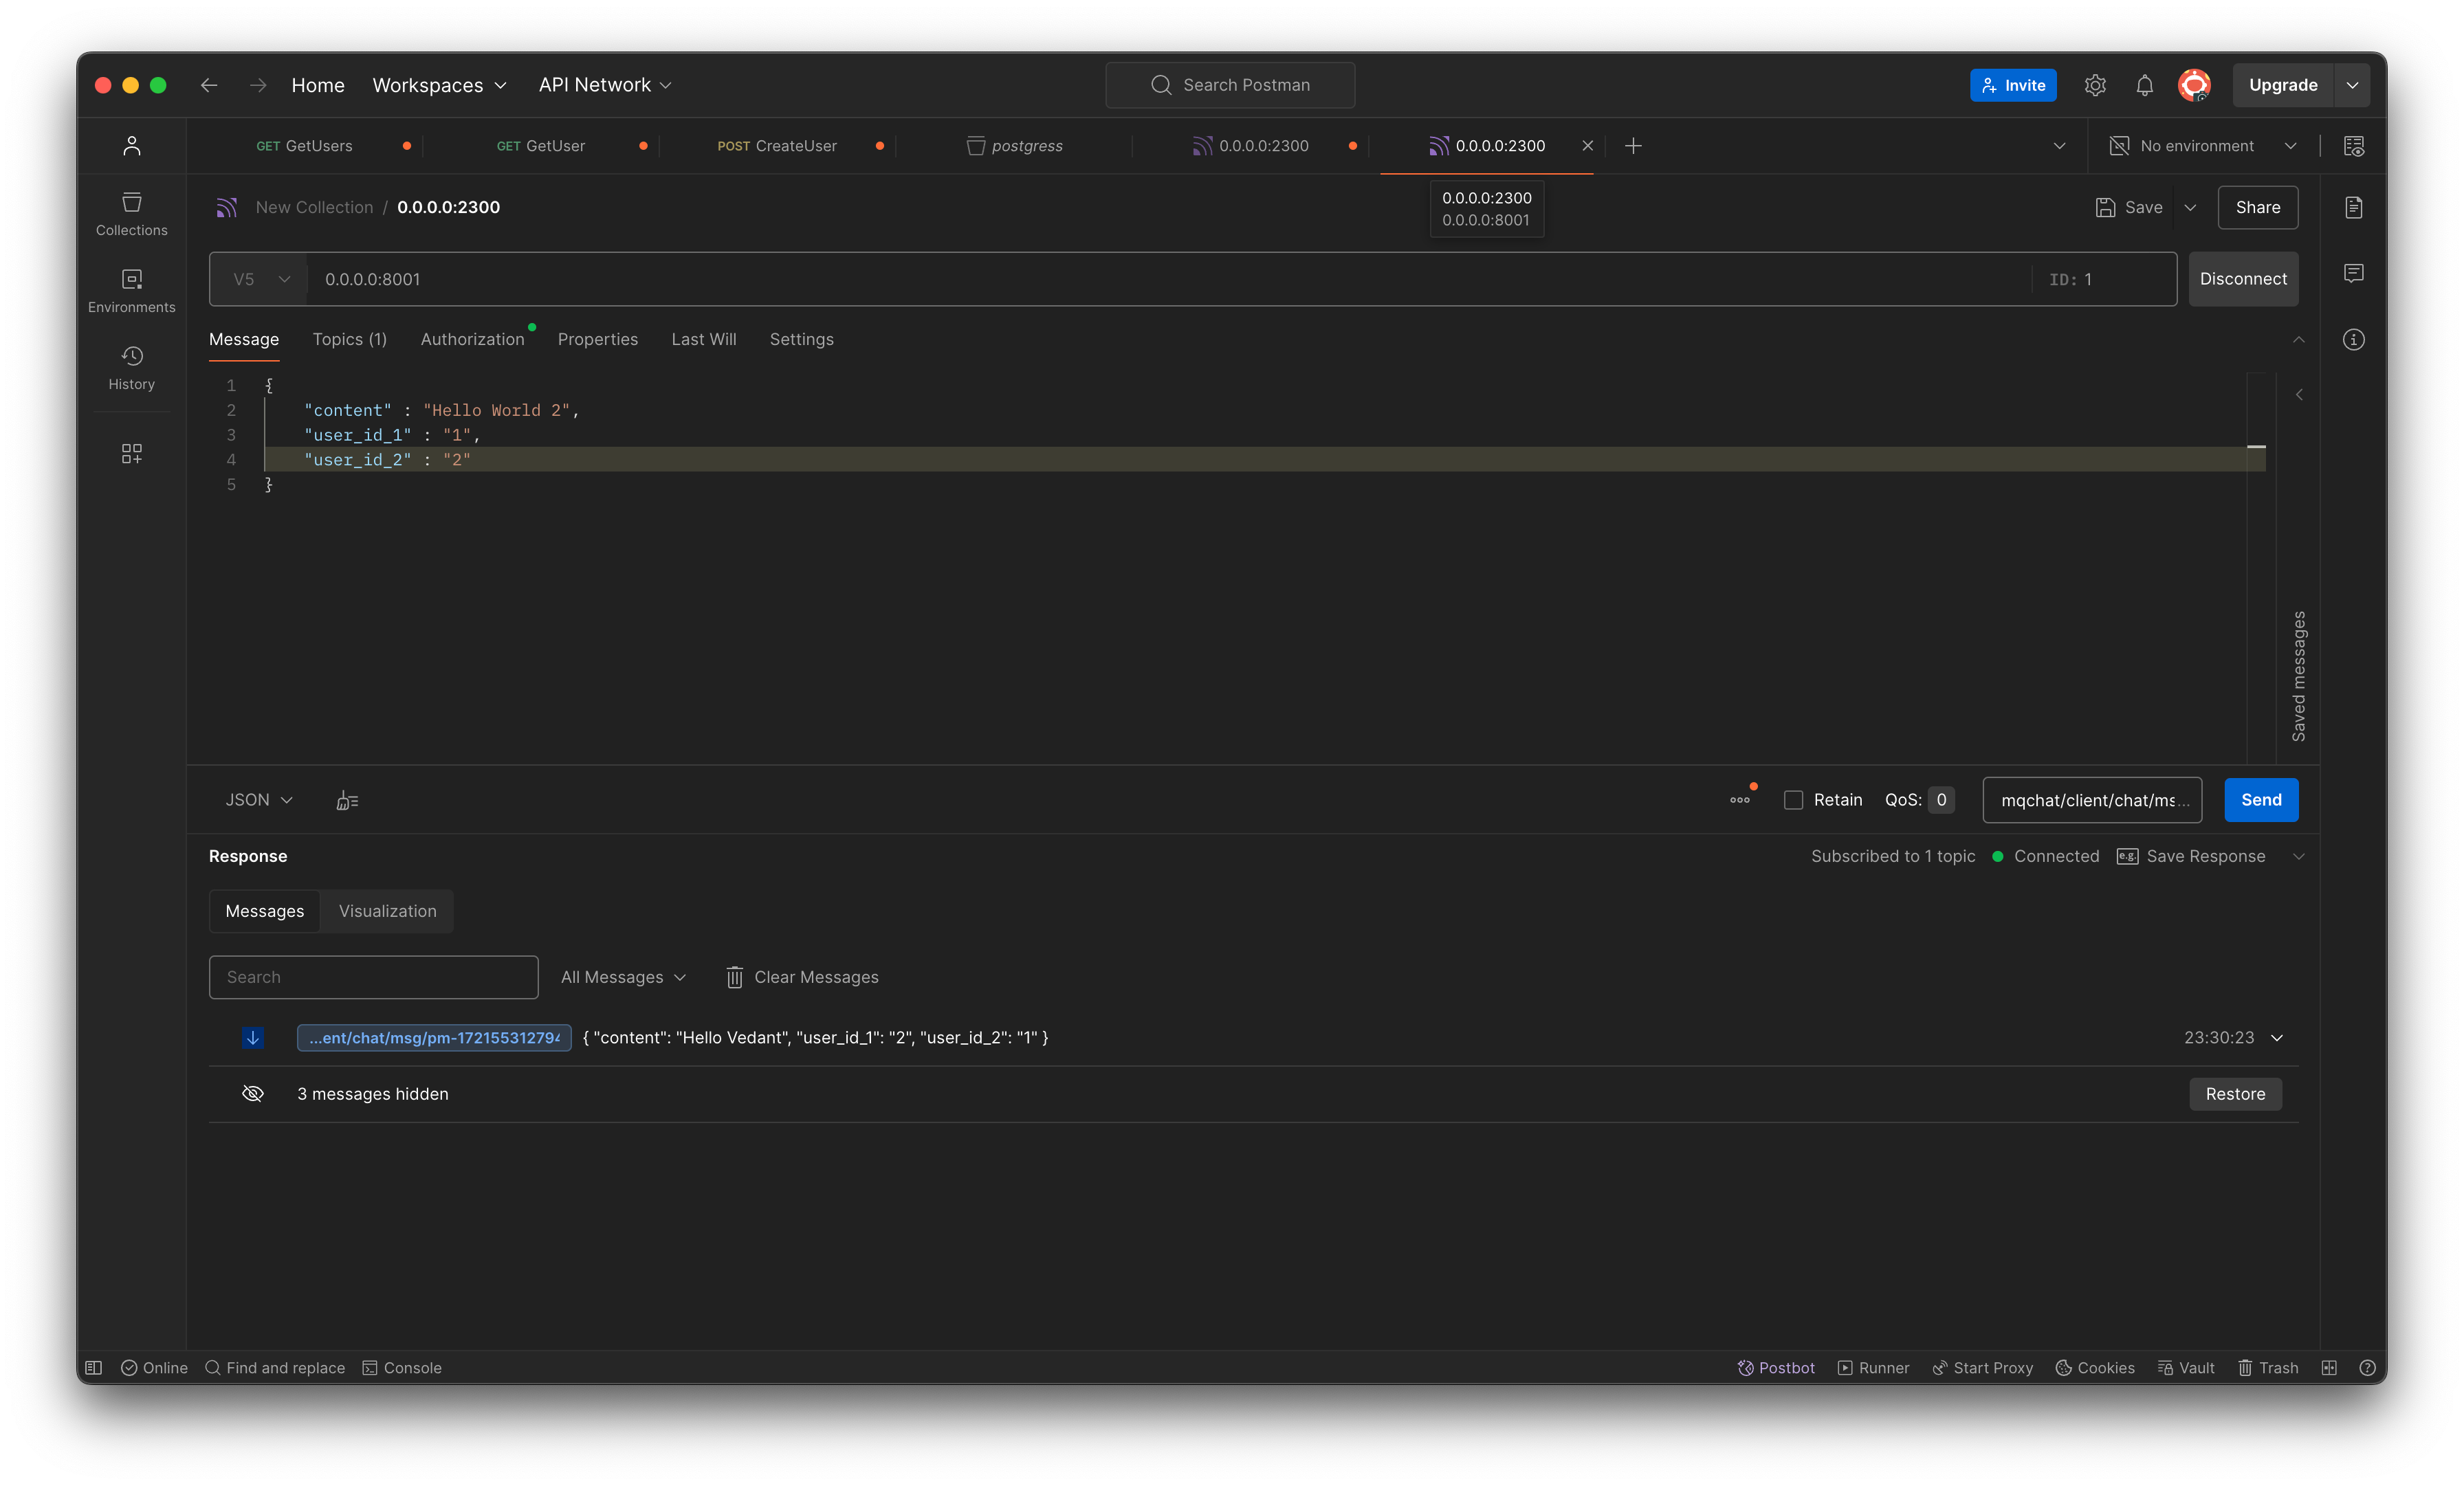 Home Workspaces API Network Search Postman Invite Upgrade
GET GetUsers GET GetUser POST CreateUser postgress 0.0.0.0:2300 0.0.0.0:2300 No environment
New Collection / 0.0.0.0:2300 Save Share
0.0.0.0:2300
0.0.0.0:8001
Collections
Environments
History
V5 0.0.0.0:8001 ID: 1 Disconnect
Message Topics (1) Authorization Properties Last Will Settings
1 {
2 "content" : "Hello World 2",
3 "user_id_1" : "1",
4 "user_id_2" : "2"
5 }
Saved messages
JSON Retain QoS: 0 mqchat/client/chat/ms... Send
Response Subscribed to 1 topic Connected e.g. Save Response
Messages Visualization
Search All Messages Clear Messages
...ent/chat/msg/pm-172155312794 { "content": "Hello Vedant", "user_id_1": "2", "user_id_2": "1" } 23:30:23
3 messages hidden Restore
Online Find and replace Console Postbot Runner Start Proxy Cookies Vault Trash